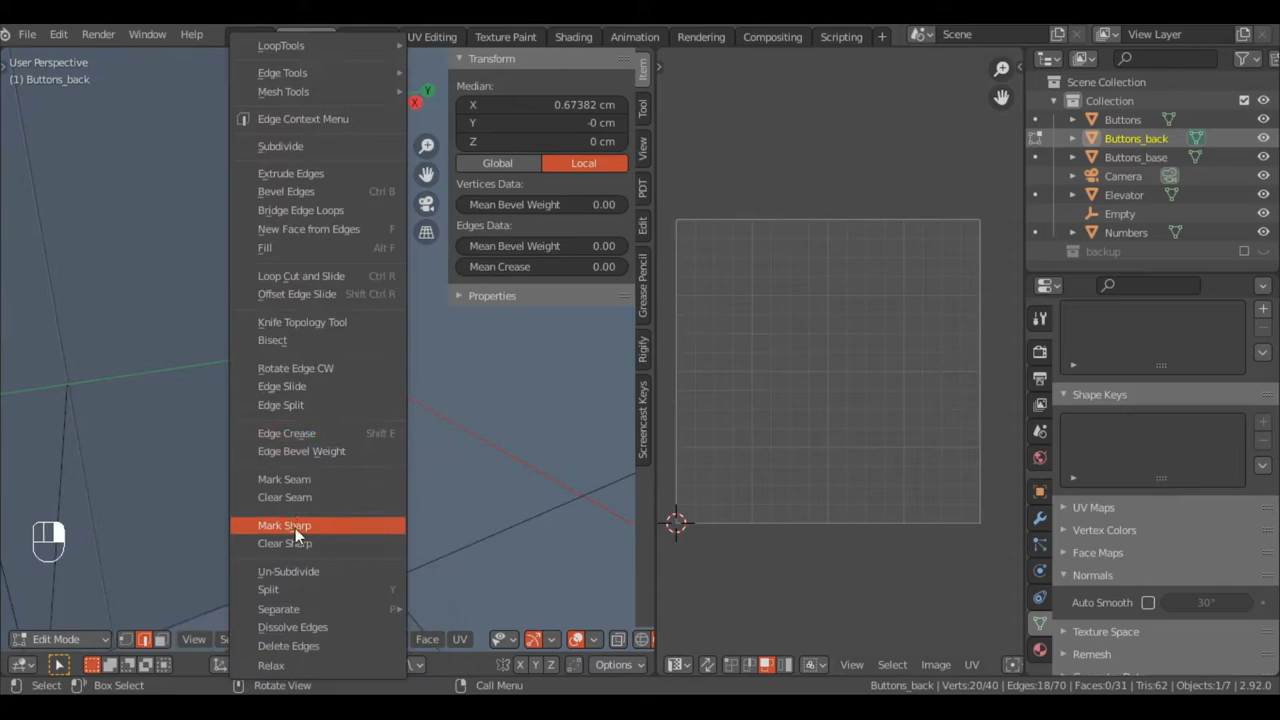 File Edit Render Window Help UV Editing Texture Paint Shading Animation Rendering Compositing Scripting + Scene View Layer
User Perspective
(1) Buttons_back
LoopTools
Edge Tools
Mesh Tools
Edge Context Menu
Subdivide
Extrude Edges
Bevel Edges Ctrl B
Bridge Edge Loops
New Face from Edges F
Fill Alt F
Loop Cut and Slide Ctrl R
Offset Edge Slide Shift Ctrl R
Knife Topology Tool
Bisect
Rotate Edge CW
Edge Slide
Edge Split
Edge Crease Shift E
Edge Bevel Weight
Mark Seam
Clear Seam
Mark Sharp
Clear Sharp
Un-Subdivide
Split Y
Separate P
Dissolve Edges
Delete Edges
Relax
Y
X
Transform
Median:
X 0.67382 cm
Y -0 cm
Z 0 cm
Global Local
Vertices Data:
Mean Bevel Weight 0.00
Edges Data:
Mean Bevel Weight 0.00
Mean Crease 0.00
Properties
Item
Tool
View
PDT
Edit
Grease Pencil
Rigify
Screencast Keys
Scene Collection
Collection
Buttons
Buttons_back
Buttons_base
Camera
Elevator
Empty
Numbers
backup
Shape Keys
UV Maps
Vertex Colors
Face Maps
Normals
Auto Smooth 30°
Texture Space
Remesh
Edit Mode View Face UV
X Y Z Options View Select Image UV
Select Box Select Rotate View Call Menu Buttons_back | Verts:20/40 | Edges:18/70 | Faces:0/31 | Tris:62 | Objects:1/7 | 2.92.0